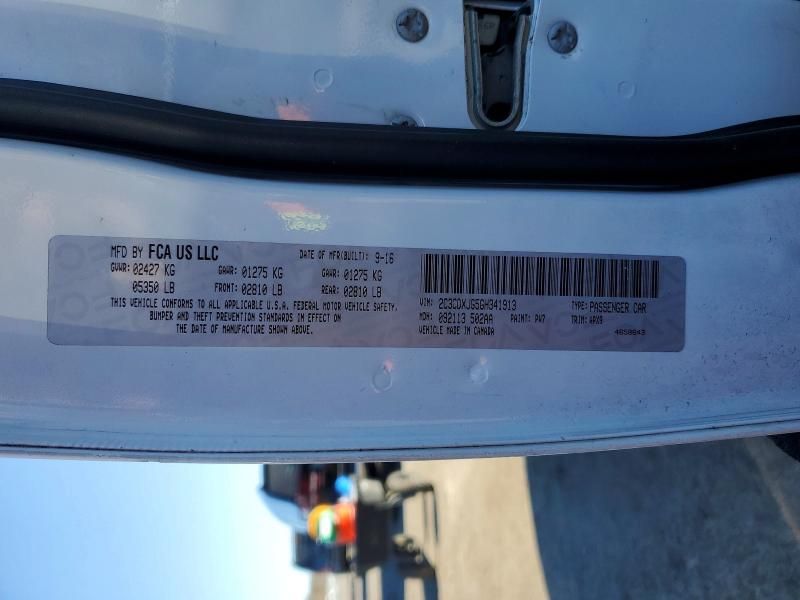 MFD BY FCA US LLC DATE OF MFR(BUILT): 9-16
GVWR: 02427 KG GAWR: 01275 KG GAWR: 01275 KG
05350 LB FRONT: 02810 LB REAR: 02810 LB
THIS VEHICLE CONFORMS TO ALL APPLICABLE U.S.A. FEDERAL MOTOR VEHICLE SAFETY,
BUMPER AND THEFT PREVENTION STANDARDS IN EFFECT ON
THE DATE OF MANUFACTURE SHOWN ABOVE.
VIN: 2C3CDXJG5GH341913 TYPE: PASSENGER CAR
MDH: 092113 502AA PAINT: PW7 TRIM: APX9
VEHICLE MADE IN CANADA 4658643